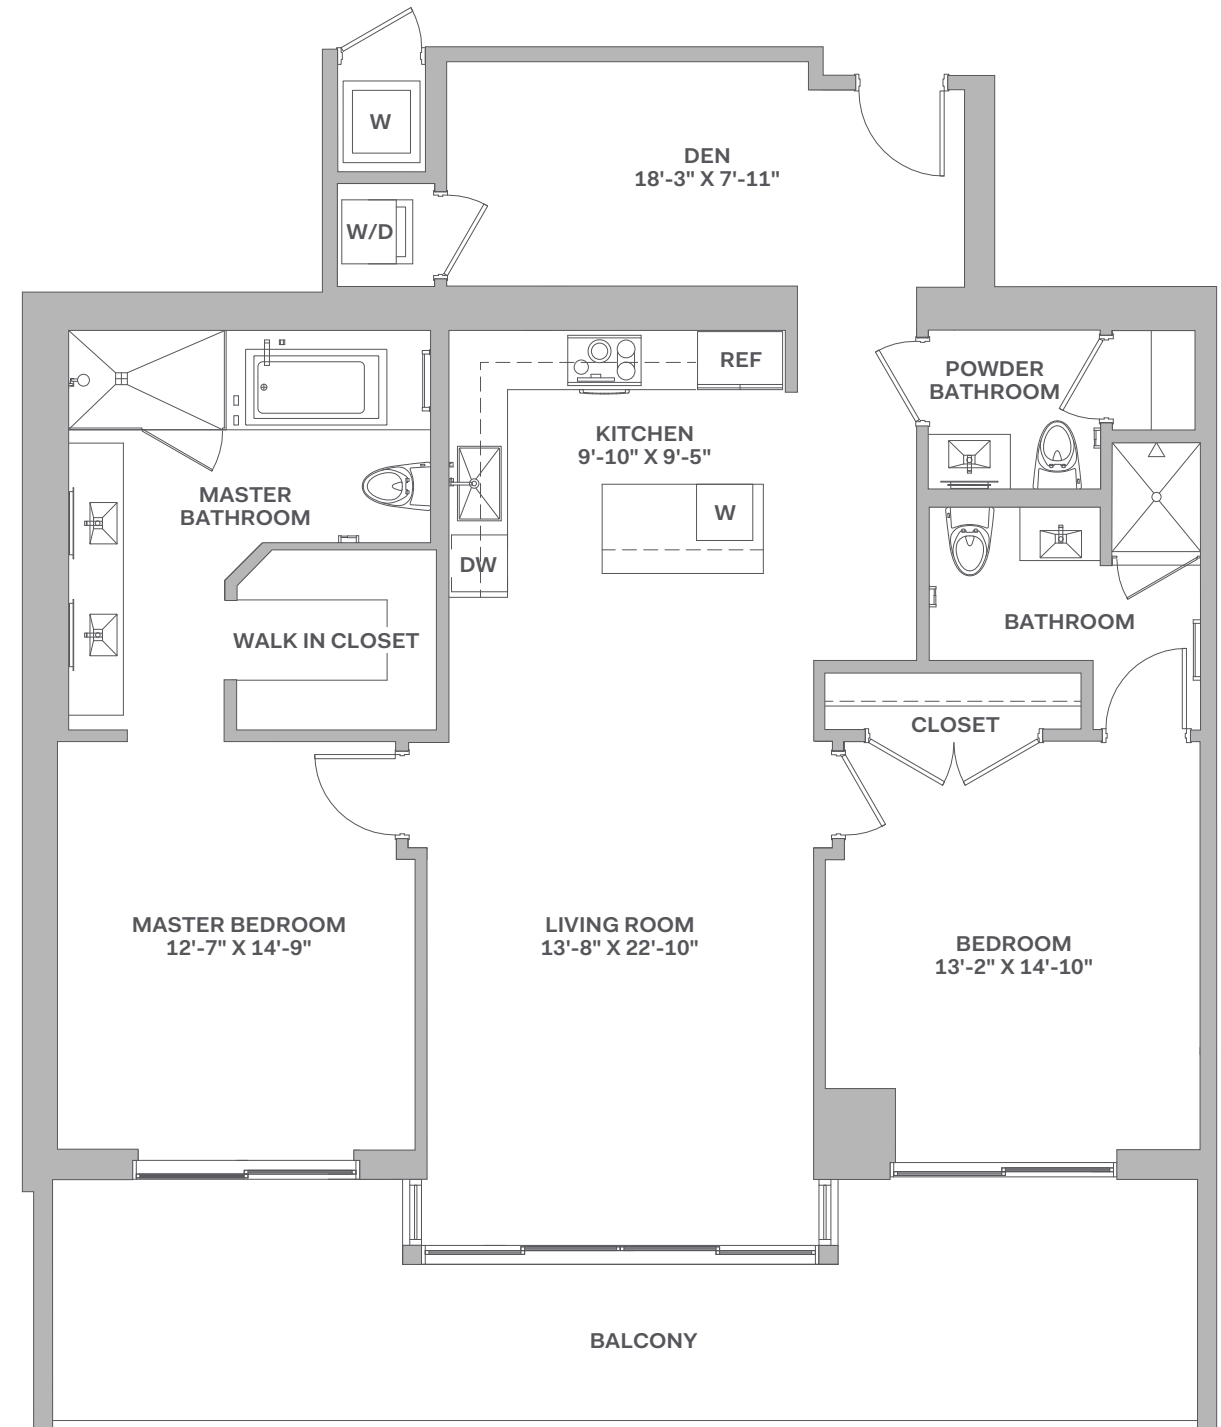 W
DEN
18'-3" X 7'-11"
W/D
REF
POWDER
BATHROOM
KITCHEN
9'-10" X 9'-5"
MASTER
BATHROOM
W
DW
WALK IN CLOSET
BATHROOM
CLOSET
MASTER BEDROOM
12'-7" X 14'-9"
LIVING ROOM
13'-8" X 22'-10"
BEDROOM
13'-2" X 14'-10"
BALCONY